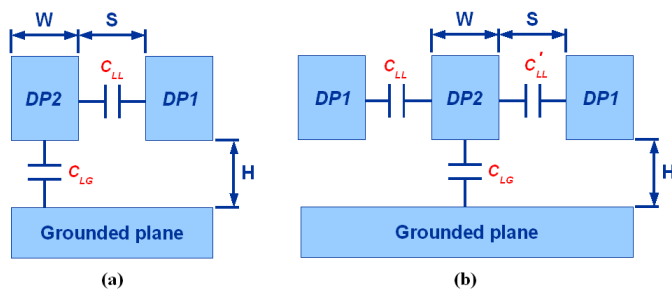 W S
C_LL
DP2 DP1
C_LG
H
Grounded plane
(a)
W S
C_LL C'_LL
DP1 DP2 DP1
C_LG
H
Grounded plane
(b)